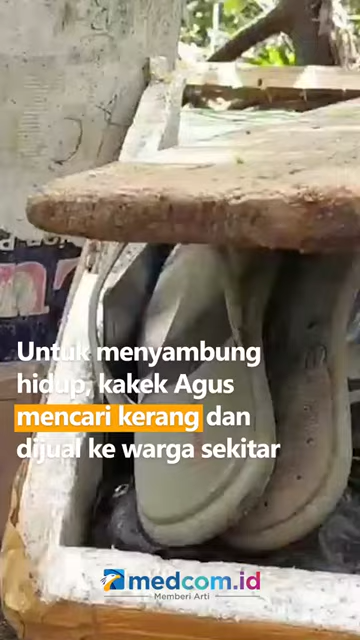 Untuk menyambung
hidup, kakek Agus
mencari kerang dan
dijual ke warga sekitar
medcom.id
Memberi Arti